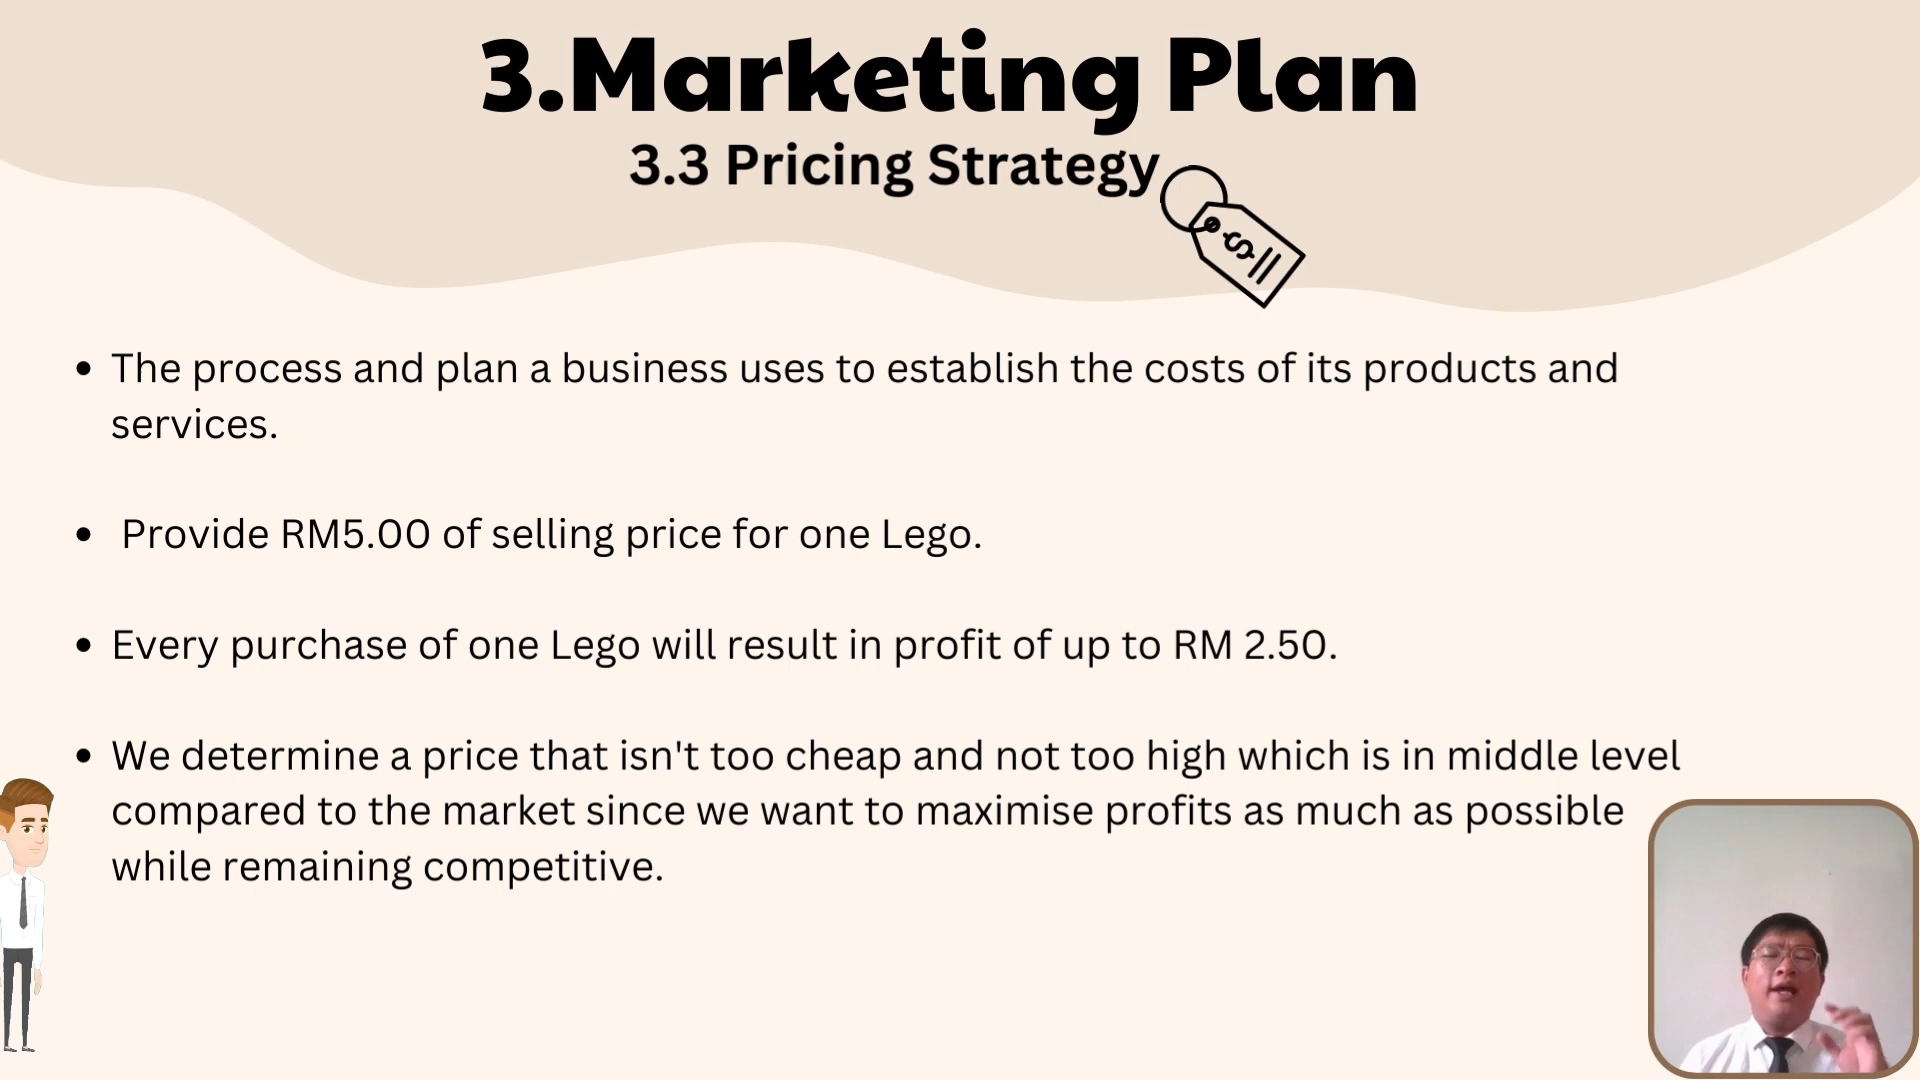 3.Marketing Plan
3.3 Pricing Strategy
$
• The process and plan a business uses to establish the costs of its products and
services.
• Provide RM5.00 of selling price for one Lego.
• Every purchase of one Lego will result in profit of up to RM 2.50.
• We determine a price that isn't too cheap and not too high which is in middle level
compared to the market since we want to maximise profits as much as possible
while remaining competitive.